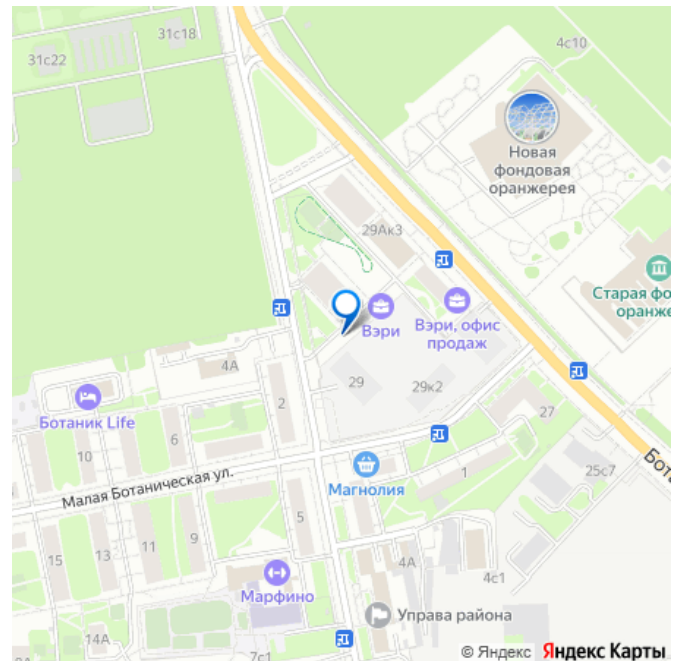 31с18
31с22
4с10
Новая
фондовая
оранжерея
29Ак3
Старая фо
оранже
Вэри
Вэри, офис
продаж
4А
29
29к2
2
Ботаник Life
27
6
10
Малая Ботаническая ул.
Магнолия
1
25с7
Бота
5
9
11
13
15
4А
4с1
Марфино
Управа района
14А
7с1
© Яндекс Яндекс Карты